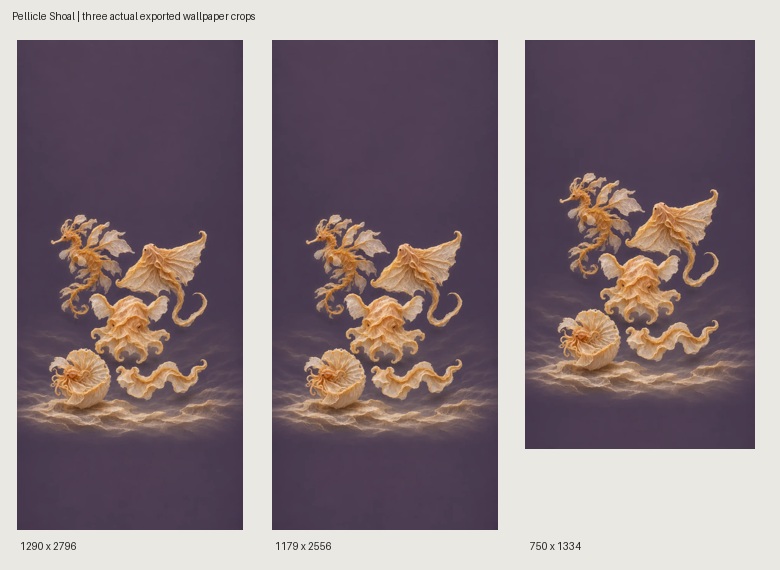 Pellicle Shoal | three actual exported wallpaper crops
1290 x 2796
1179 x 2556
750 x 1334